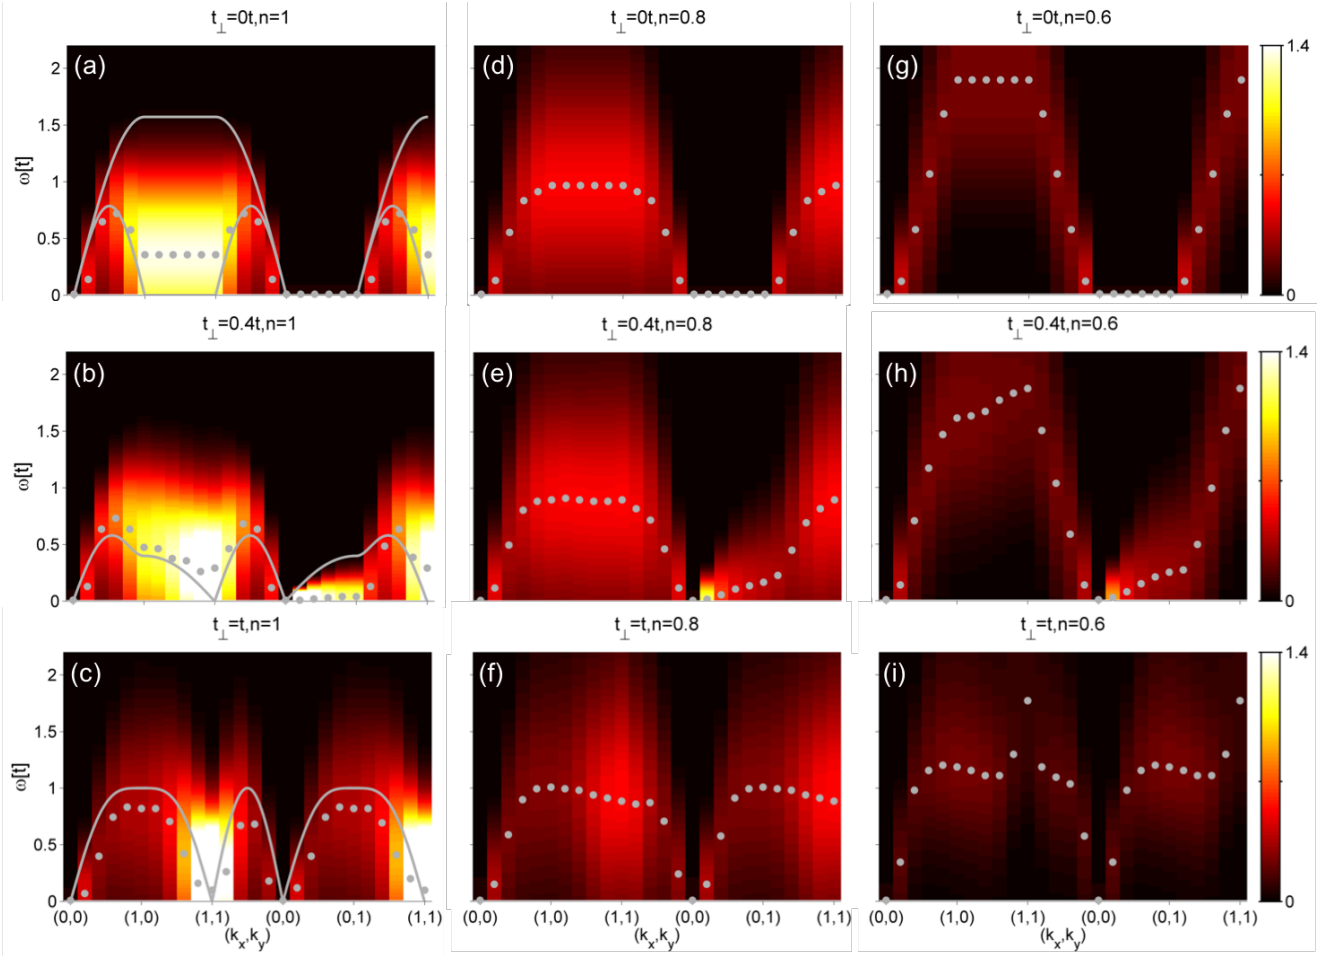 t⊥=0t,n=1
t⊥=0t,n=0.8
t⊥=0t,n=0.6
(a)
(d)
(g)
2
1.5
1
0.5
0
ω[t]
1.4
0
t⊥=0.4t,n=1
t⊥=0.4t,n=0.8
t⊥=0.4t,n=0.6
(b)
(e)
(h)
2
1.5
1
0.5
0
ω[t]
1.4
0
t⊥=t,n=1
t⊥=t,n=0.8
t⊥=t,n=0.6
(c)
(f)
(i)
2
1.5
1
0.5
0
ω[t]
1.4
0
(0,0) (1,0) (1,1) (0,0) (0,1) (1,1)
(0,0) (1,0) (1,1) (0,0) (0,1) (1,1)
(0,0) (1,0) (1,1) (0,0) (0,1) (1,1)
(kx,ky)
(kx,ky)
(kx,ky)